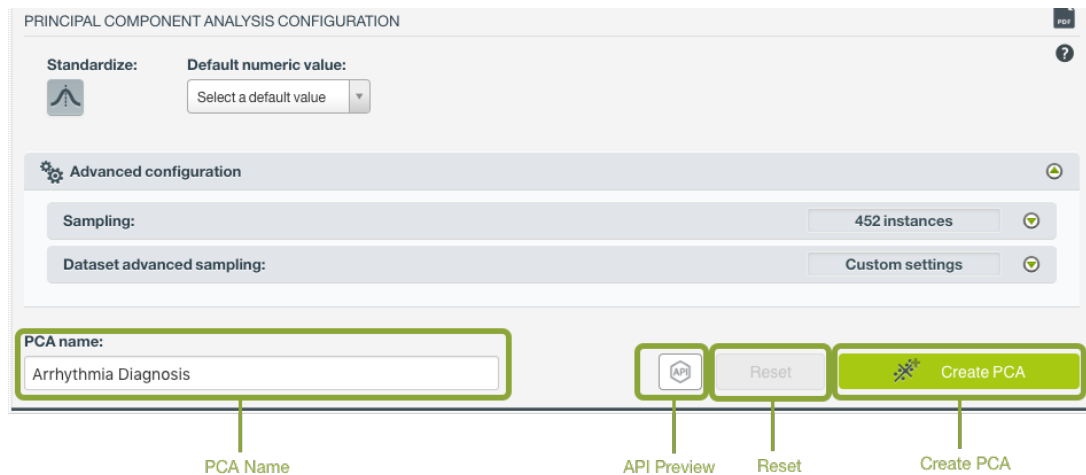 PRINCIPAL COMPONENT ANALYSIS CONFIGURATION
PDF
?
Standardize: Default numeric value:
Select a default value
Advanced configuration
Sampling: 452 instances
Dataset advanced sampling: Custom settings
PCA name:
Arrhythmia Diagnosis API Reset Create PCA
PCA Name API Preview Reset Create PCA